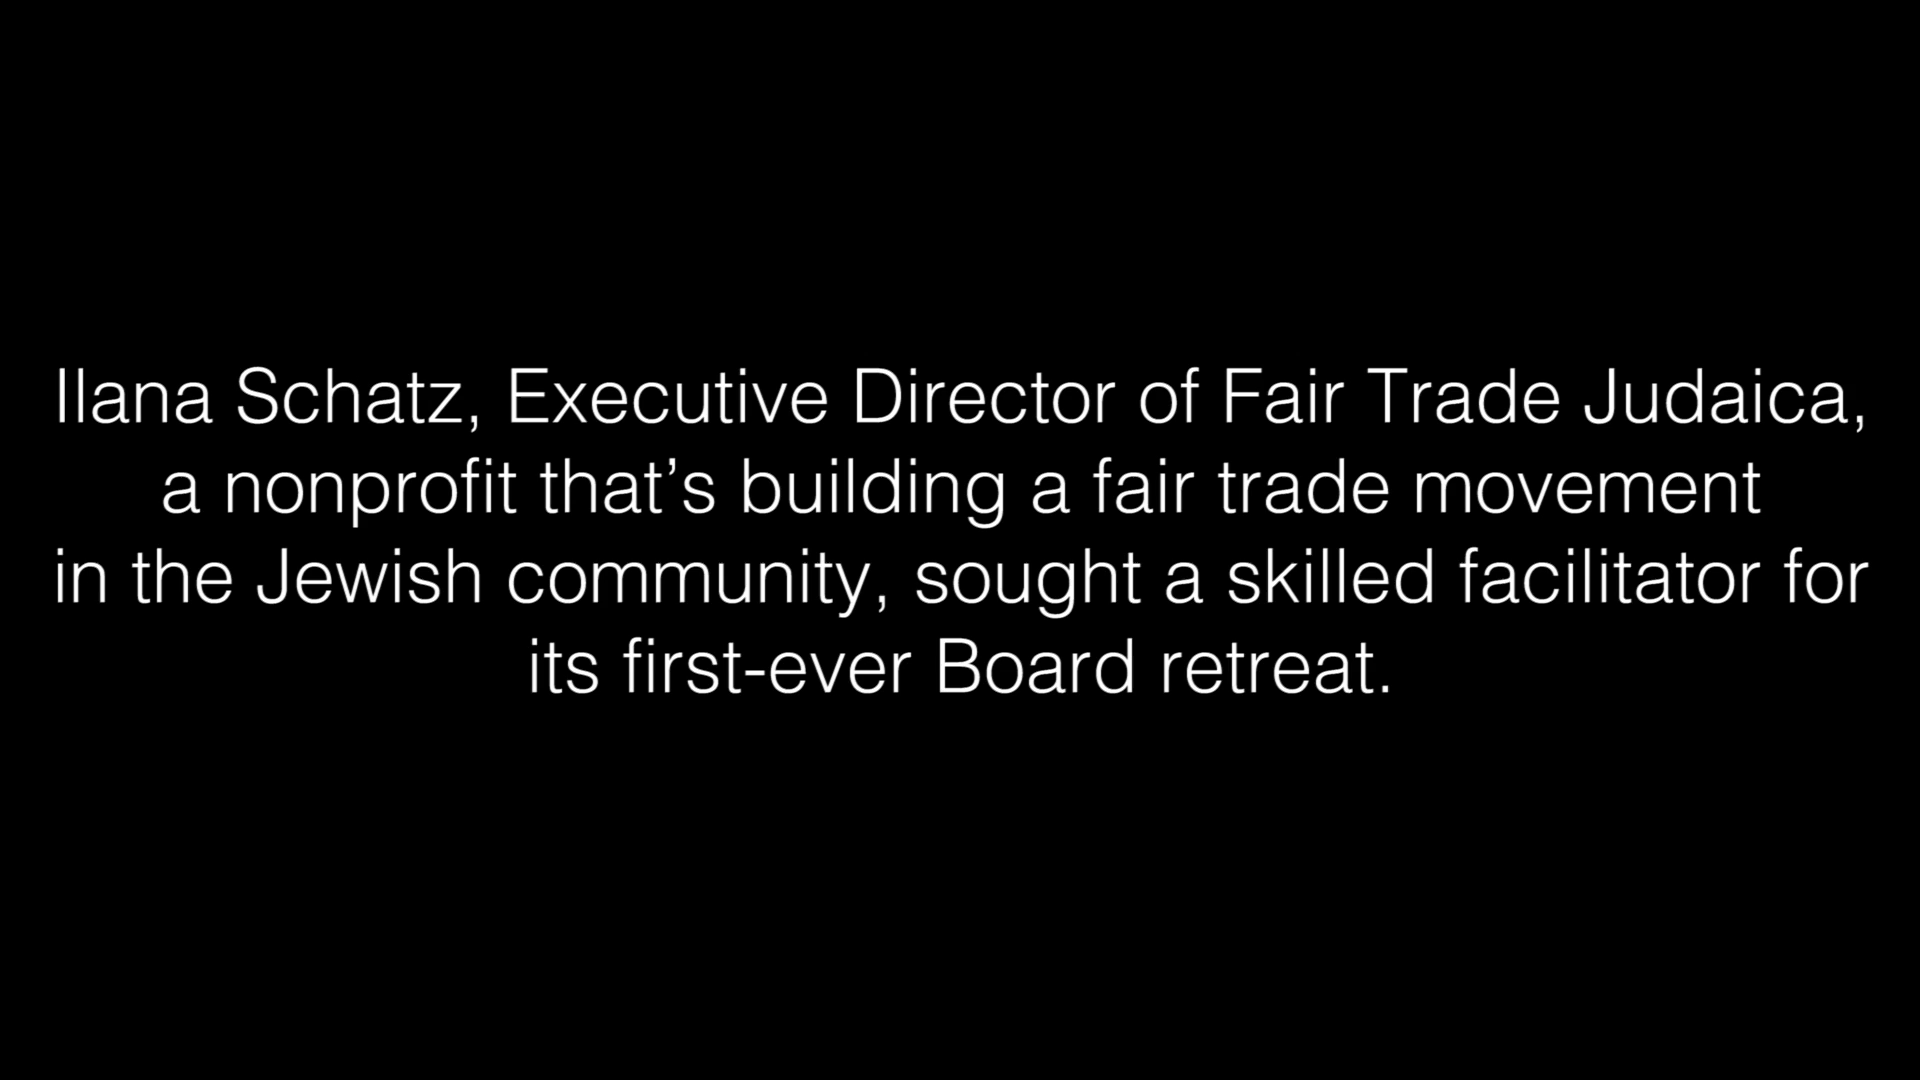 Ilana Schatz, Executive Director of Fair Trade Judaica,
a nonprofit that’s building a fair trade movement
in the Jewish community, sought a skilled facilitator for
its first-ever Board retreat.